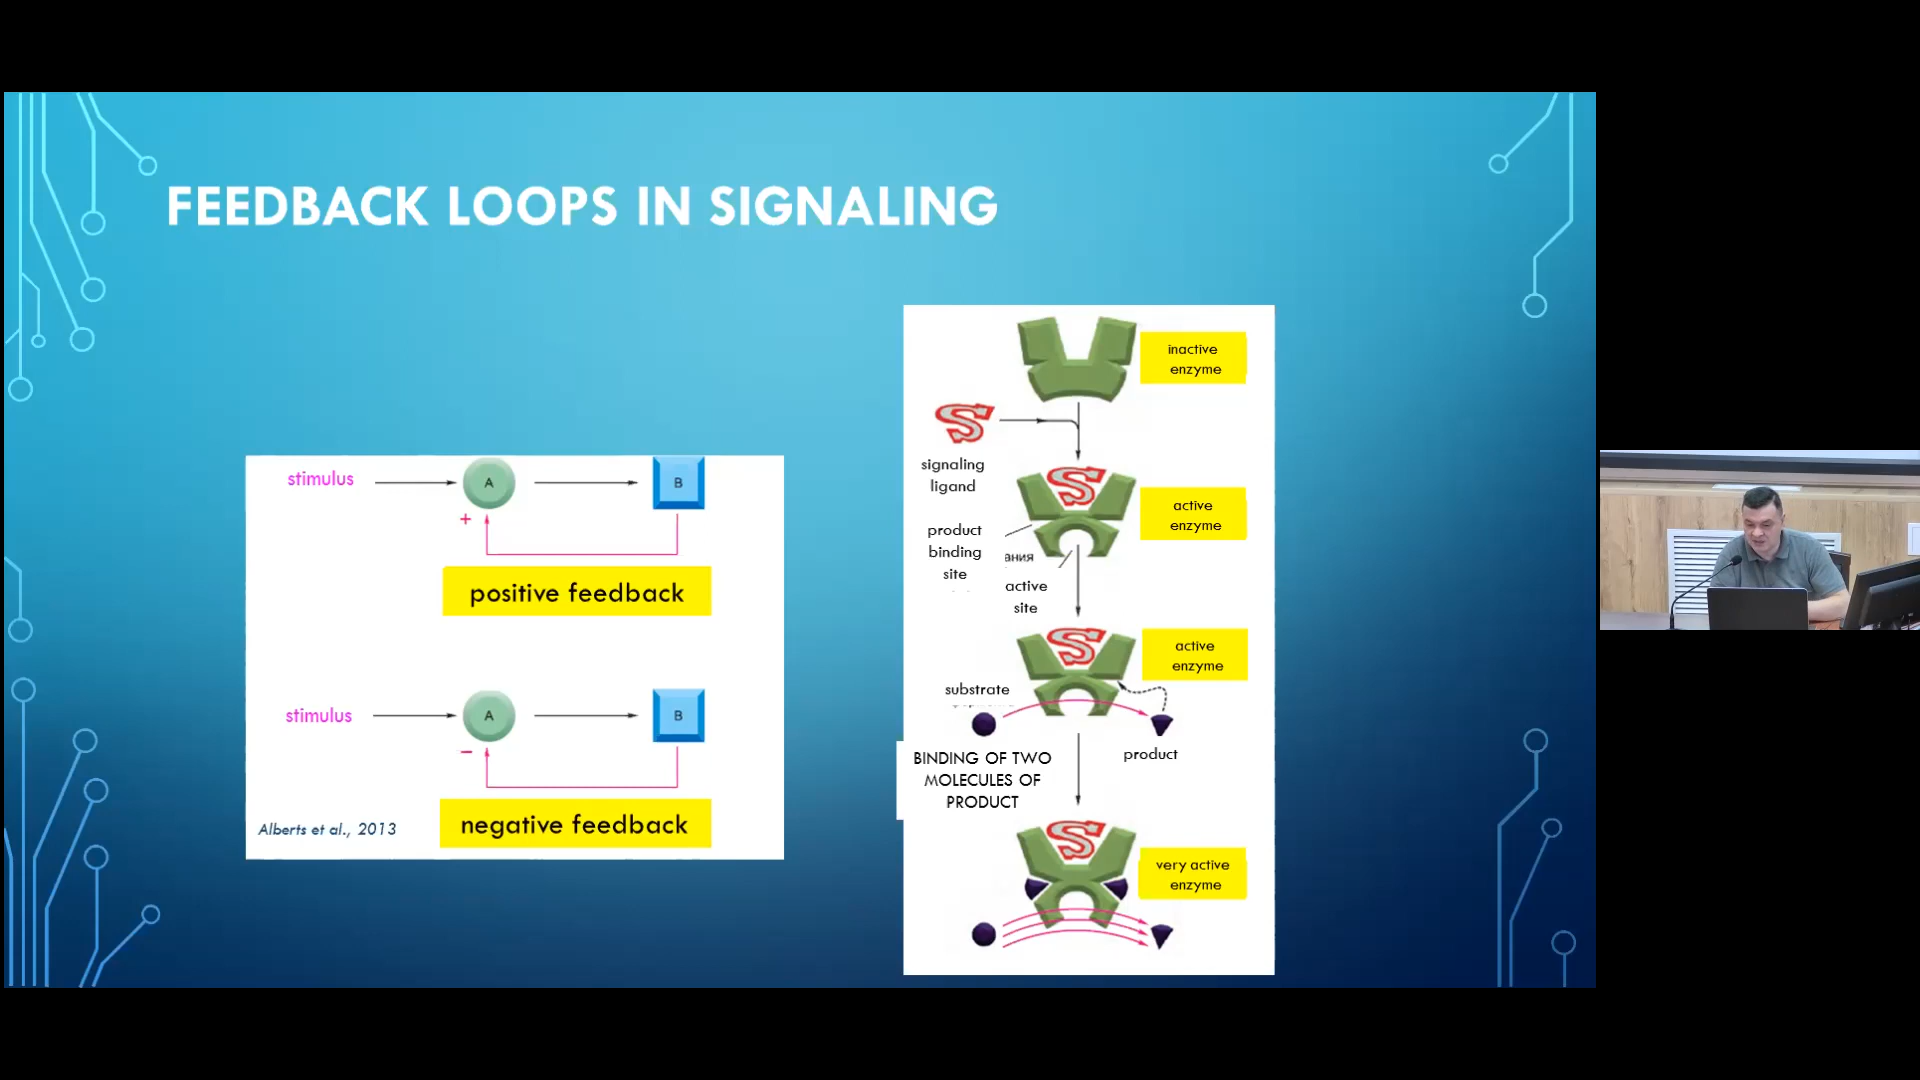 FEEDBACK LOOPS IN SIGNALING
stimulus
A
B
+
positive feedback
stimulus
A
B
−
negative feedback
Alberts et al., 2013
inactive
enzyme
S
signaling
ligand
S
active
enzyme
product
binding
site
ания
active
site
S
active
enzyme
substrate
product
BINDING OF TWO
MOLECULES OF
PRODUCT
S
very active
enzyme